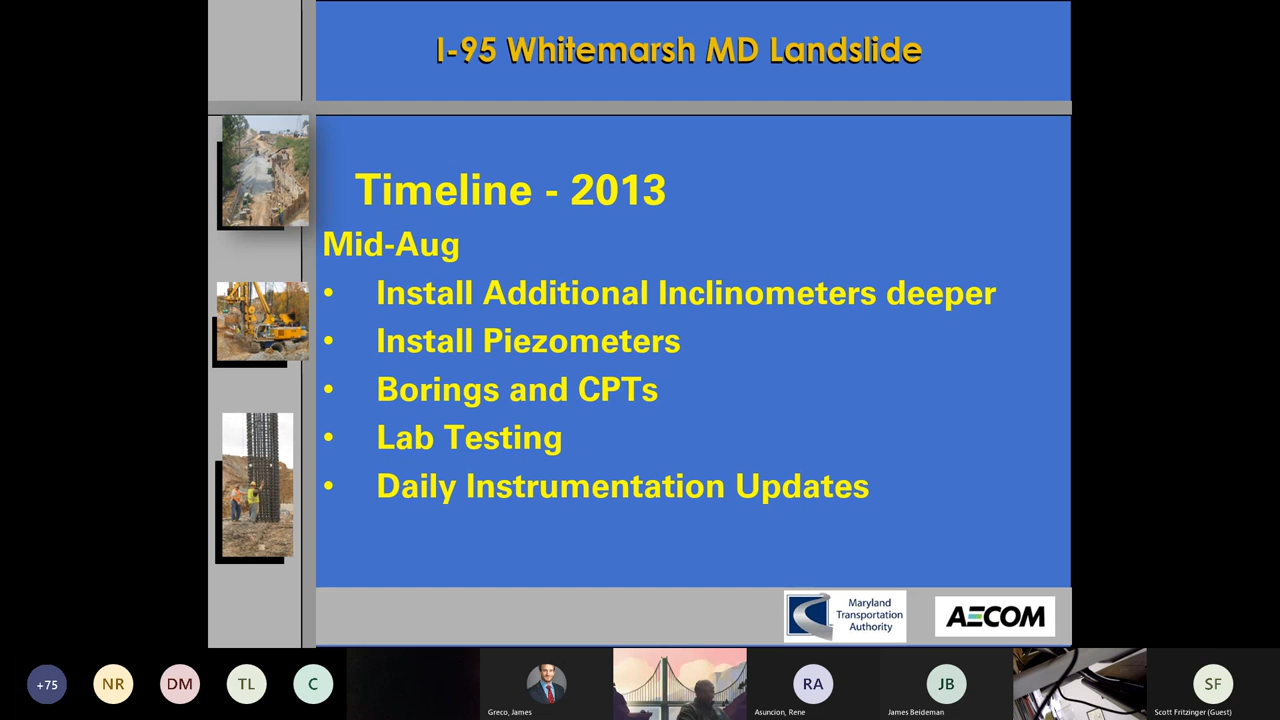 I-95 Whitemarsh MD Landslide
Timeline - 2013
Mid-Aug
• Install Additional Inclinometers deeper
• Install Piezometers
• Borings and CPTs
• Lab Testing
• Daily Instrumentation Updates
Maryland
Transportation
Authority
AECOM
+75
NR
DM
TL
C
Greco, James
RA
Asuncion, Rene
JB
James Beideman
SF
Scott Fritzinger (Guest)